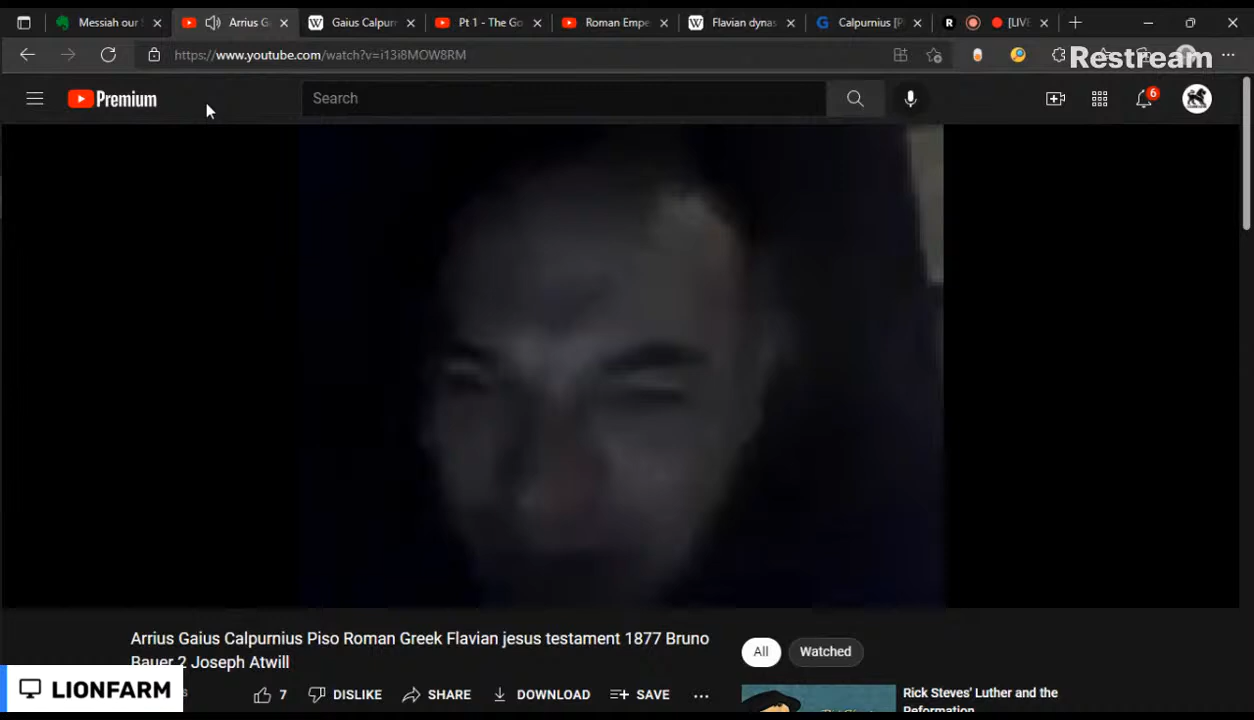 Messiah our
Arrius G
Gaius Calpurn
Pt 1 - The Go
Roman Empe
Flavian dynas
Calpurnius [P
R
[LIVE
https://www.youtube.com/watch?v=i13i8MOW8RM
Restream
Premium
Search
6
Arrius Gaius Calpurnius Piso Roman Greek Flavian jesus testament 1877 Bruno
Bauer 2 Joseph Atwill
All
Watched
LIONFARM
7
DISLIKE
SHARE
DOWNLOAD
SAVE
Rick Steves' Luther and the
Reformation